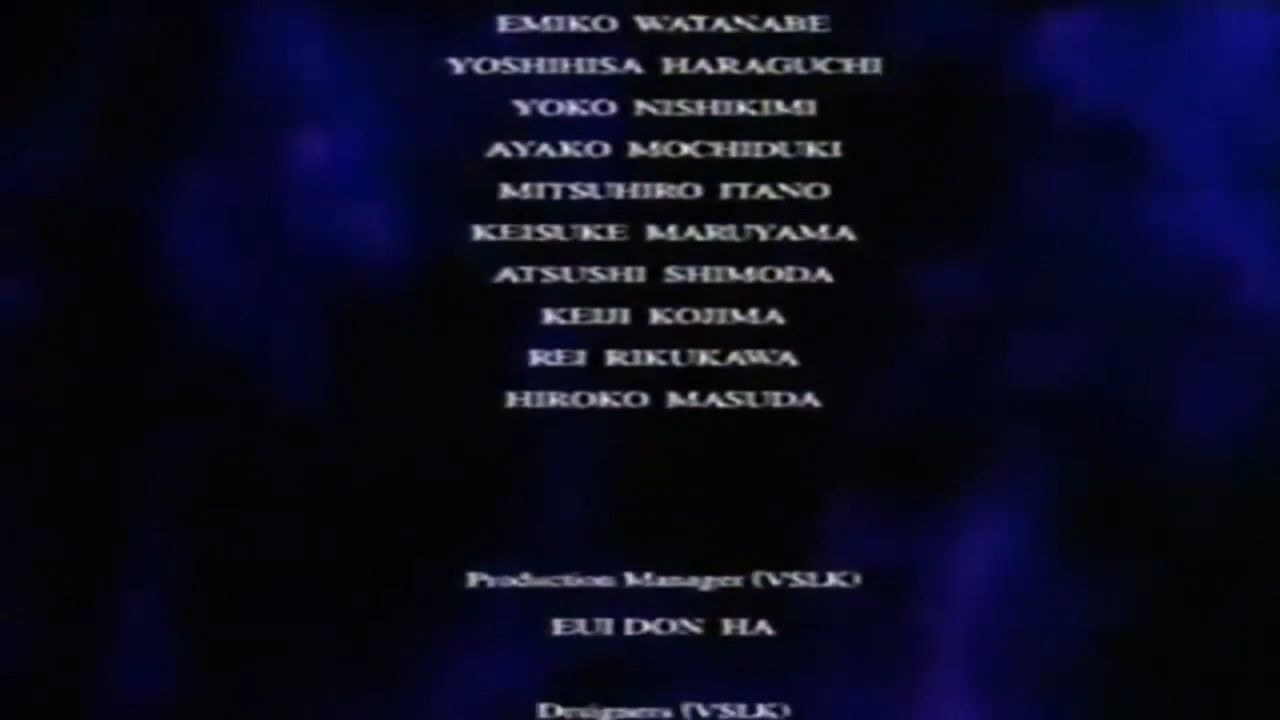 EMIKO WATANABE
YOSHIHISA HARAGUCHI
YOKO NISHIKIMI
AYAKO MOCHIDUKI
MITSUHIRO ITANO
KEISUKE MARUYAMA
ATSUSHI SHIMODA
KEIJI KOJIMA
REI RIKUKAWA
HIROKO MASUDA
Production Manager (VSLK)
EUI DON HA
Designers (VSLK)